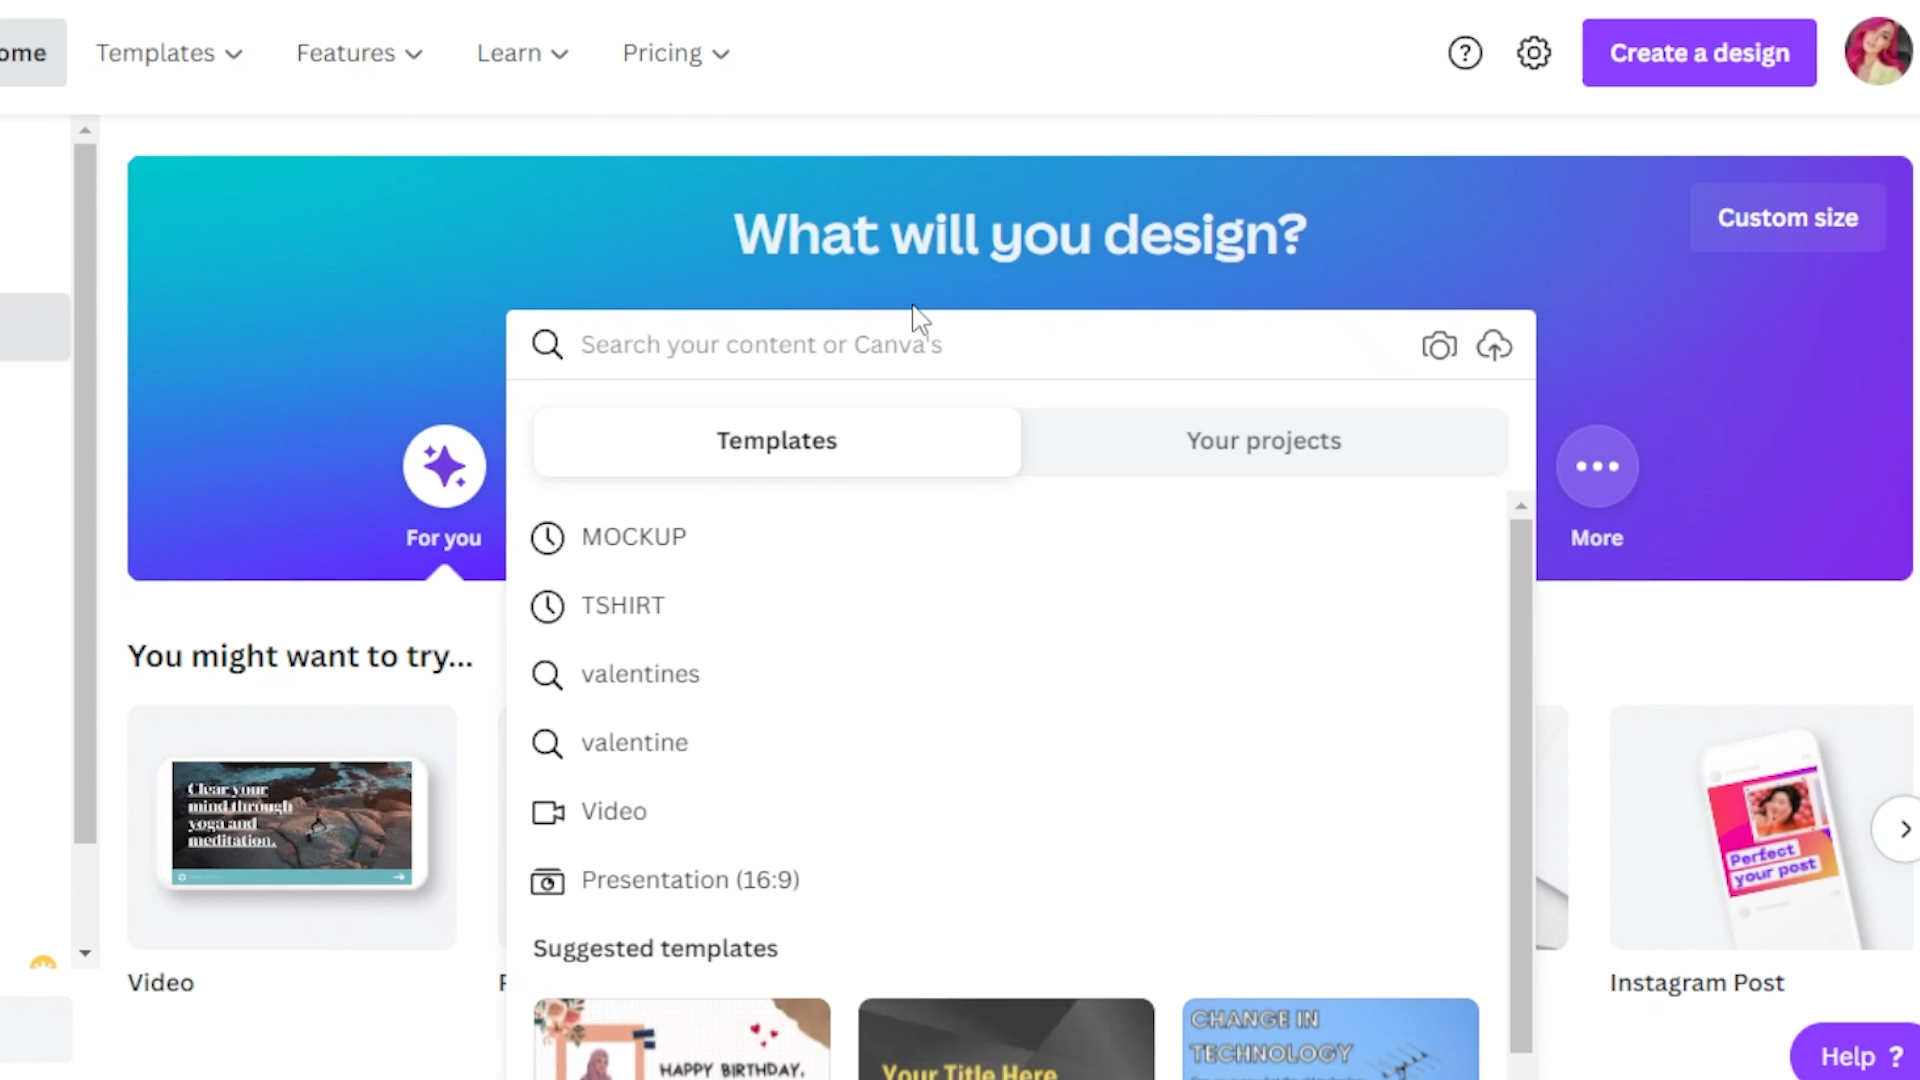 ome
Templates
Features
Learn
Pricing
?
Create a design
What will you design?
Custom size
Search your content or Canva's
Templates
Your projects
For you
More
MOCKUP
TSHIRT
valentines
valentine
Video
Presentation (16:9)
You might want to try...
Clear your
mind through
yoga and
meditation.
Perfect
your post
Video
Instagram Post
Suggested templates
HAPPY BIRTHDAY,
Your Title Here
CHANGE IN
TECHNOLOGY
Help ?